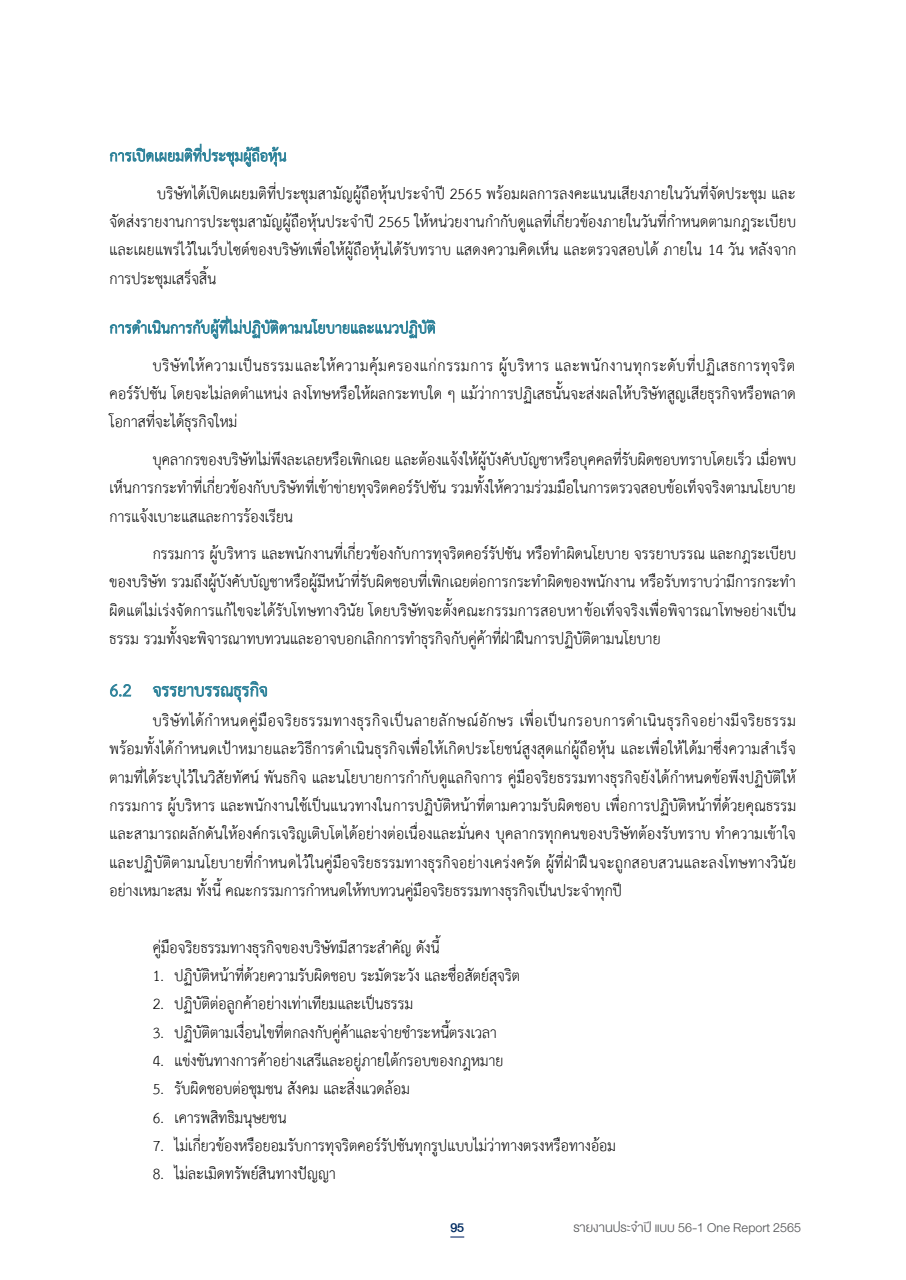 การเปิดเผยมติที่ประชุมผู้ถือหุ้น
บริษัทได้เปิดเผยมติที่ประชุมสามัญผู้ถือหุ้นประจำปี 2565 พร้อมผลการลงคะแนนเสียงภายในวันที่จัดประชุม และ
จัดส่งรายงานการประชุมสามัญผู้ถือหุ้นประจำปี 2565 ให้หน่วยงานกำกับดูแลที่เกี่ยวข้องภายในวันที่กำหนดตามกฎระเบียบ
และเผยแพร่ไว้ในเว็บไซต์ของบริษัทเพื่อให้ผู้ถือหุ้นได้รับทราบ แสดงความคิดเห็น และตรวจสอบได้ ภายใน 14 วัน หลังจาก
การประชุมเสร็จสิ้น
การดำเนินการกับผู้ที่ไม่ปฏิบัติตามนโยบายและแนวปฏิบัติ
บริษัทให้ความเป็นธรรมและให้ความคุ้มครองแก่กรรมการ ผู้บริหาร และพนักงานทุกระดับที่ปฏิเสธการทุจริต
คอร์รัปชัน โดยจะไม่ลดตำแหน่ง ลงโทษหรือให้ผลกระทบใด ๆ แม้ว่าการปฏิเสธนั้นจะส่งผลให้บริษัทสูญเสียธุรกิจหรือพลาด
โอกาสที่จะได้ธุรกิจใหม่
บุคลากรของบริษัทไม่พึงละเลยหรือเพิกเฉย และต้องแจ้งให้ผู้บังคับบัญชาหรือบุคคลที่รับผิดชอบทราบโดยเร็ว เมื่อพบ
เห็นการกระทำที่เกี่ยวข้องกับบริษัทที่เข้าข่ายทุจริตคอร์รัปชัน รวมทั้งให้ความร่วมมือในการตรวจสอบข้อเท็จจริงตามนโยบาย
การแจ้งเบาะแสและการร้องเรียน
กรรมการ ผู้บริหาร และพนักงานที่เกี่ยวข้องกับการทุจริตคอร์รัปชัน หรือทำผิดนโยบาย จรรยาบรรณ และกฎระเบียบ
ของบริษัท รวมถึงผู้บังคับบัญชาหรือผู้มีหน้าที่รับผิดชอบที่เพิกเฉยต่อการกระทำผิดของพนักงาน หรือรับทราบว่ามีการกระทำ
ผิดแต่ไม่เร่งจัดการแก้ไขจะได้รับโทษทางวินัย โดยบริษัทจะตั้งคณะกรรมการสอบหาข้อเท็จจริงเพื่อพิจารณาโทษอย่างเป็น
ธรรม รวมทั้งจะพิจารณาทบทวนและอาจบอกเลิกการทำธุรกิจกับคู่ค้าที่ฝ่าฝืนการปฏิบัติตามนโยบาย
6.2 จรรยาบรรณธุรกิจ
บริษัทได้กำหนดคู่มือจริยธรรมทางธุรกิจเป็นลายลักษณ์อักษร เพื่อเป็นกรอบการดำเนินธุรกิจอย่างมีจริยธรรม
พร้อมทั้งได้กำหนดเป้าหมายและวิธีการดำเนินธุรกิจเพื่อให้เกิดประโยชน์สูงสุดแก่ผู้ถือหุ้น และเพื่อให้ได้มาซึ่งความสำเร็จ
ตามที่ได้ระบุไว้ในวิสัยทัศน์ พันธกิจ และนโยบายการกำกับดูแลกิจการ คู่มือจริยธรรมทางธุรกิจยังได้กำหนดข้อพึงปฏิบัติให้
กรรมการ ผู้บริหาร และพนักงานใช้เป็นแนวทางในการปฏิบัติหน้าที่ตามความรับผิดชอบ เพื่อการปฏิบัติหน้าที่ด้วยคุณธรรม
และสามารถผลักดันให้องค์กรเจริญเติบโตได้อย่างต่อเนื่องและมั่นคง บุคลากรทุกคนของบริษัทต้องรับทราบ ทำความเข้าใจ
และปฏิบัติตามนโยบายที่กำหนดไว้ในคู่มือจริยธรรมทางธุรกิจอย่างเคร่งครัด ผู้ที่ฝ่าฝืนจะถูกสอบสวนและลงโทษทางวินัย
อย่างเหมาะสม ทั้งนี้ คณะกรรมการกำหนดให้ทบทวนคู่มือจริยธรรมทางธุรกิจเป็นประจำทุกปี
คู่มือจริยธรรมทางธุรกิจของบริษัทมีสาระสำคัญ ดังนี้
1. ปฏิบัติหน้าที่ด้วยความรับผิดชอบ ระมัดระวัง และซื่อสัตย์สุจริต
2. ปฏิบัติต่อลูกค้าอย่างเท่าเทียมและเป็นธรรม
3. ปฏิบัติตามเงื่อนไขที่ตกลงกับคู่ค้าและจ่ายชำระหนี้ตรงเวลา
4. แข่งขันทางการค้าอย่างเสรีและอยู่ภายใต้กรอบของกฎหมาย
5. รับผิดชอบต่อชุมชน สังคม และสิ่งแวดล้อม
6. เคารพสิทธิมนุษยชน
7. ไม่เกี่ยวข้องหรือยอมรับการทุจริตคอร์รัปชันทุกรูปแบบไม่ว่าทางตรงหรือทางอ้อม
8. ไม่ละเมิดทรัพย์สินทางปัญญา
95 รายงานประจำปี แบบ 56-1 One Report 2565